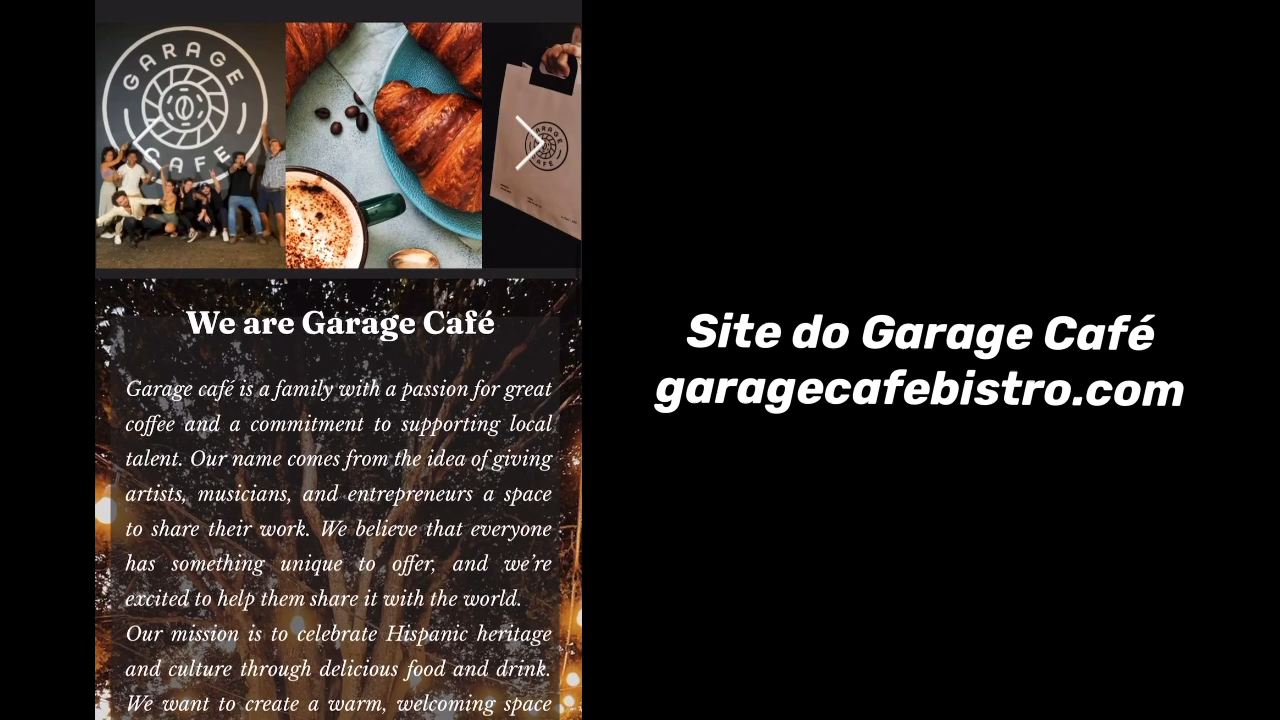 GARAGE
CAFE
GARAGE
CAFE
We are Garage Café
Garage café is a family with a passion for great
coffee and a commitment to supporting local
talent. Our name comes from the idea of giving
artists, musicians, and entrepreneurs a space
to share their work. We believe that everyone
has something unique to offer, and we’re
excited to help them share it with the world.
Our mission is to celebrate Hispanic heritage
and culture through delicious food and drink.
We want to create a warm, welcoming space
Site do Garage Café
garagecafebistro.com